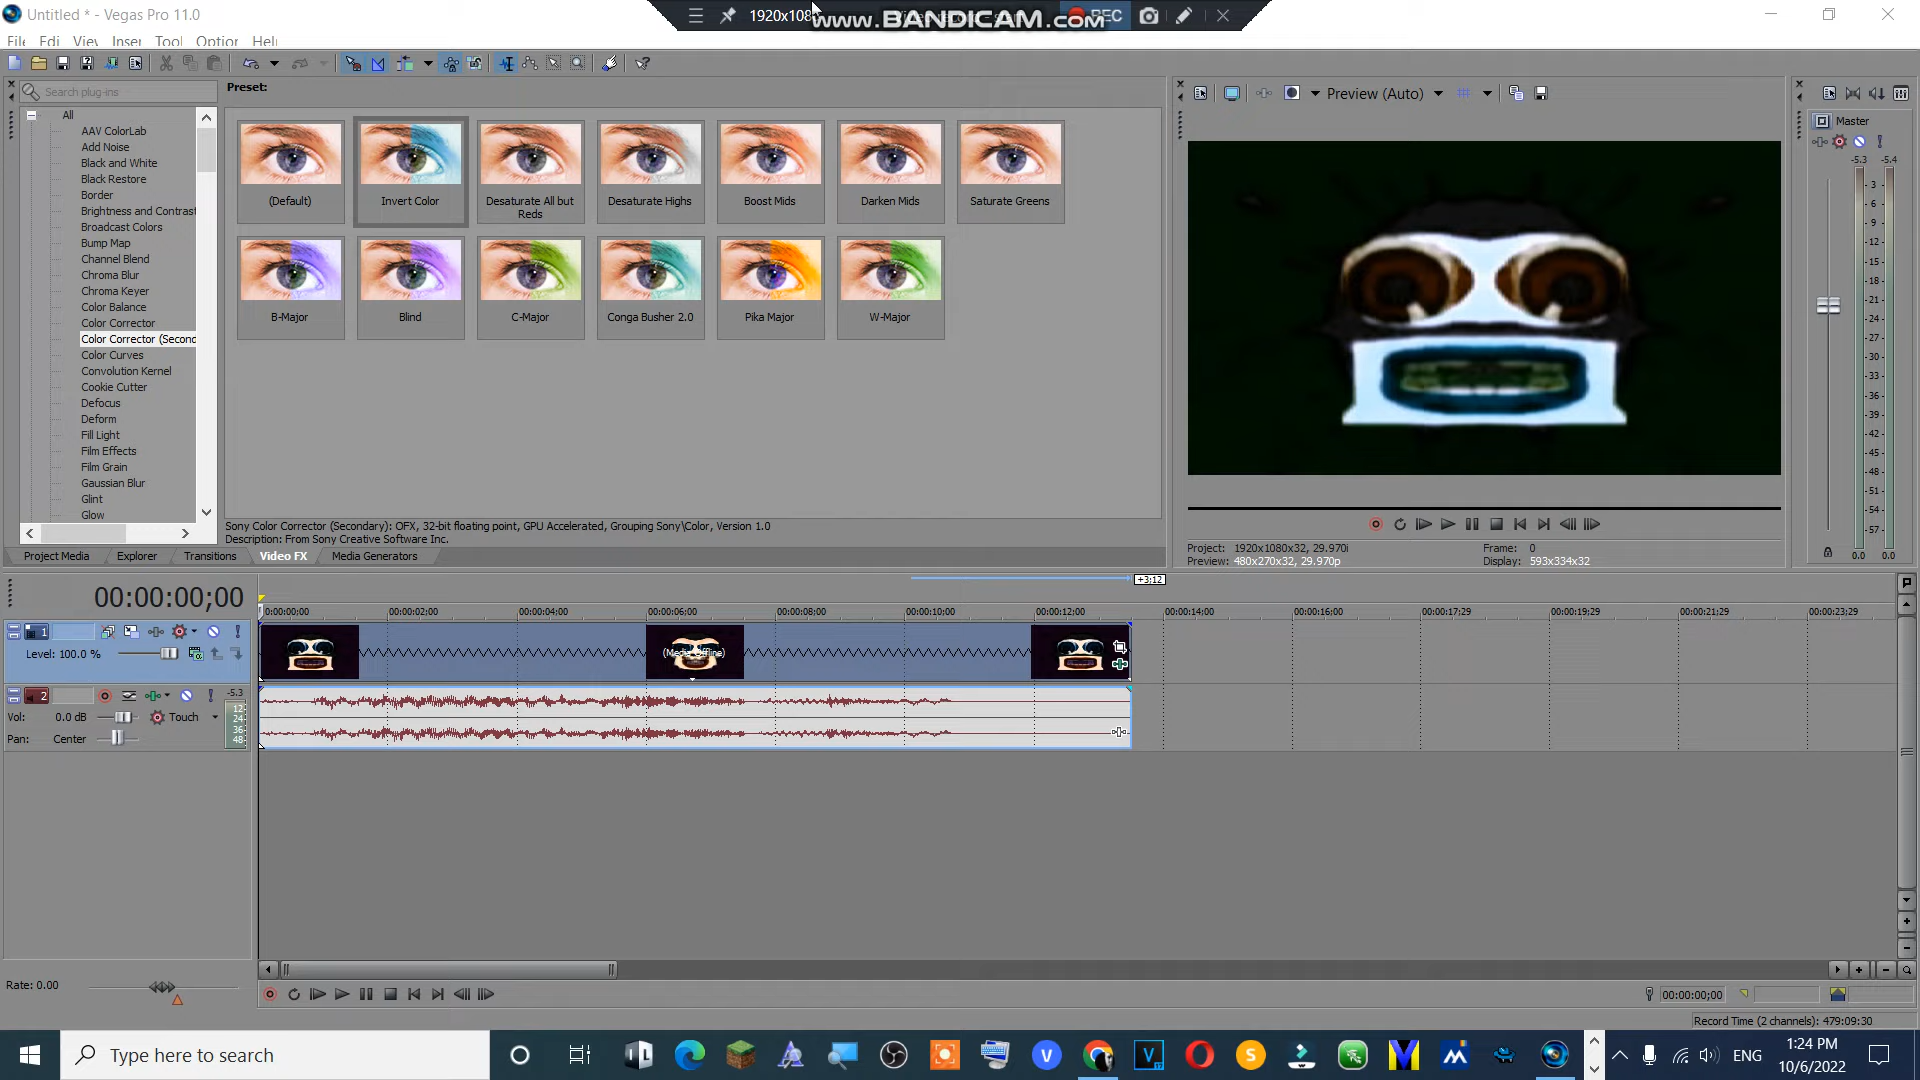 Untitled * - Vegas Pro 11.0
1920x108
www.BANDICAM.com
REC
Preset:
Search plug-ins
All
AAV ColorLab
Add Noise
Black and White
Black Restore
Border
Brightness and Contrast
Broadcast Colors
Bump Map
Channel Blend
Chroma Blur
Chroma Keyer
Color Balance
Color Corrector
Color Corrector (Second
Color Curves
Convolution Kernel
Cookie Cutter
Defocus
Deform
Fill Light
Film Effects
Film Grain
Gaussian Blur
Glint
Glow
(Default)
Invert Color
Desaturate All but
Reds
Desaturate Highs
Boost Mids
Darken Mids
Saturate Greens
B-Major
Blind
C-Major
Conga Busher 2.0
Pika Major
W-Major
Sony Color Corrector (Secondary): OFX, 32-bit floating point, GPU Accelerated, Grouping Sony\Color, Version 1.0
Description: From Sony Creative Software Inc.
Project Media
Explorer
Transitions
Video FX
Media Generators
Preview (Auto)
Project: 1920x1080x32, 29.970i
Frame: 0
Preview: 480x270x32, 29.970p
Display: 593x334x32
Master
-5.3 -5.4
3
6
9
12
15
18
21
24
27
30
33
36
39
42
45
48
51
54
57
0.0 0.0
00:00:00;00
+3;12
0:00:00;00
00:00:02;00
00:00:04;00
00:00:06;00
00:00:08;00
00:00:10;00
00:00:12;00
00:00:14;00
00:00:16;00
00:00:17;29
00:00:19;29
00:00:21;29
00:00:23;29
1
Level: 100.0 %
(Media Offline)
2
-5.3
Vol: 0.0 dB
Touch
Pan: Center
12
24
36
48
Rate: 0.00
00:00:00;00
Record Time (2 channels): 479:09:30
Type here to search
ENG
1:24 PM
10/6/2022